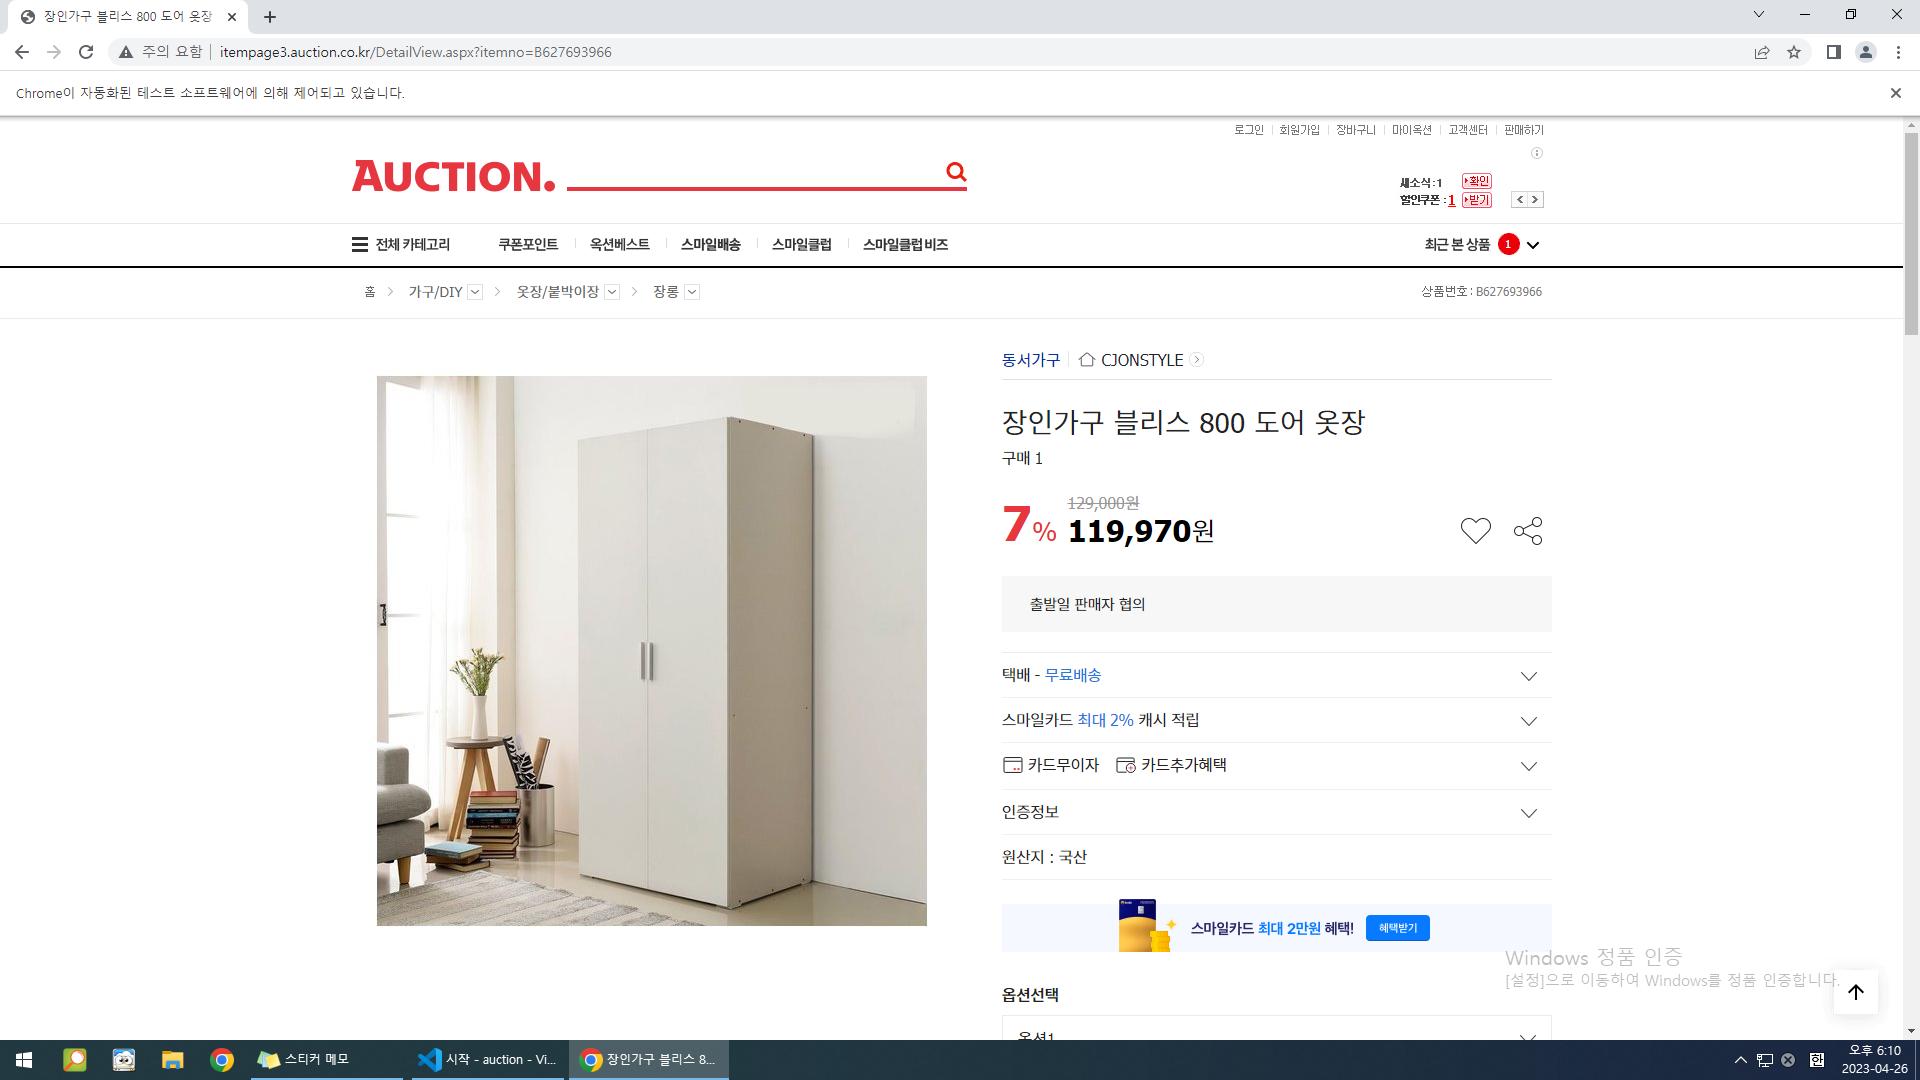 장인가구 블리스 800 도어 옷장
주의 요함 itempage3.auction.co.kr/DetailView.aspx?itemno=B627693966
Chrome이 자동화된 테스트 소프트웨어에 의해 제어되고 있습니다.
로그인 회원가입 장바구니 마이옥션 고객센터 판매하기
AUCTION.
새소식:1 확인
할인쿠폰:1 받기
전체 카테고리 쿠폰포인트 옥션베스트 스마일배송 스마일클럽 스마일클럽 비즈 최근 본 상품 1
홈 가구/DIY 옷장/붙박이장 장롱 상품번호 : B627693966
동서가구 CJONSTYLE
장인가구 블리스 800 도어 옷장
구매 1
129,000원
7% 119,970원
출발일 판매자 협의
택배 - 무료배송
스마일카드 최대 2% 캐시 적립
카드무이자 카드추가혜택
인증정보
원산지 : 국산
스마일카드 최대 2만원 혜택! 혜택받기
Windows 정품 인증
[설정]으로 이동하여 Windows를 정품 인증합니다.
옵션선택
옵션1
스티커 메모 시작 - auction - Vi... 장인가구 블리스 8... 한 오후 6:10
2023-04-26